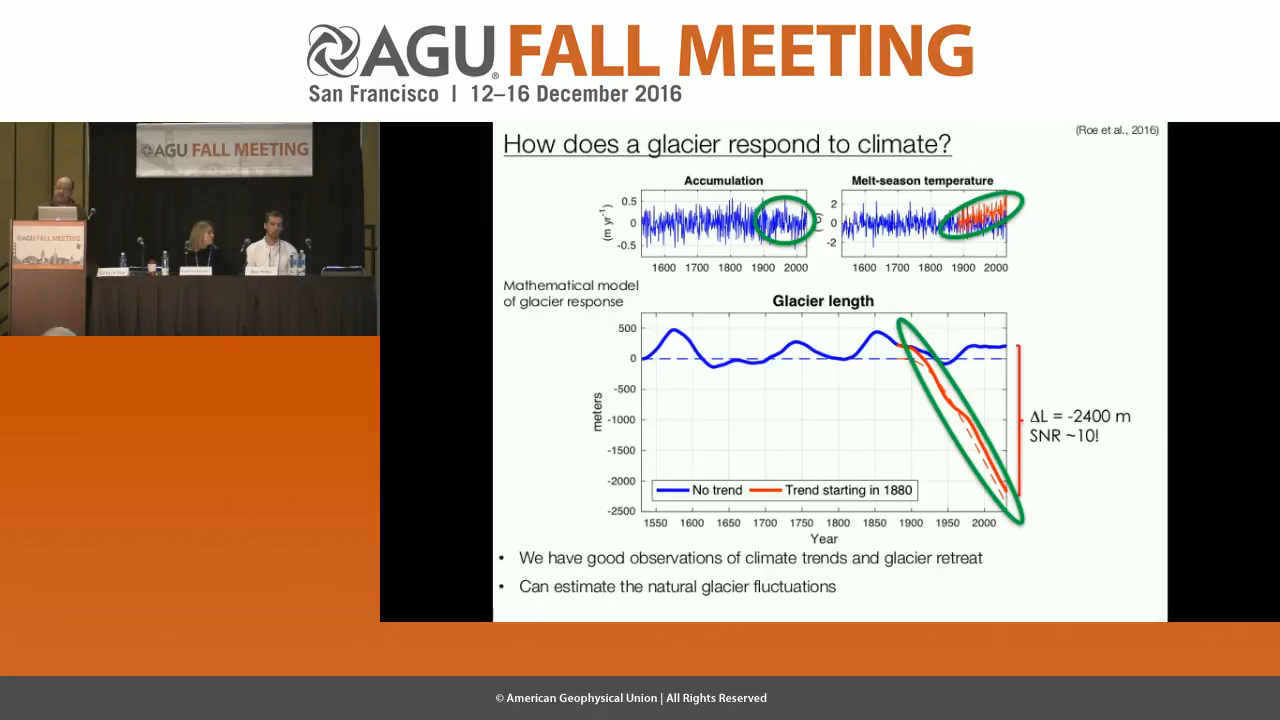 AGU FALL MEETING
San Francisco | 12–16 December 2016
AGU FALL MEETING
AGU FALL MEETING
How does a glacier respond to climate?
(Roe et al., 2016)
Accumulation
(m yr⁻¹)
0.5
0
-0.5
1600 1700 1800 1900 2000
Melt-season temperature
2
0
-2
1600 1700 1800 1900 2000
Mathematical model
of glacier response
Glacier length
meters
500
0
-500
-1000
-1500
-2000
-2500
No trend
Trend starting in 1880
1550 1600 1650 1700 1750 1800 1850 1900 1950 2000
Year
ΔL = -2400 m
SNR ~10!
• We have good observations of climate trends and glacier retreat
• Can estimate the natural glacier fluctuations
© American Geophysical Union | All Rights Reserved